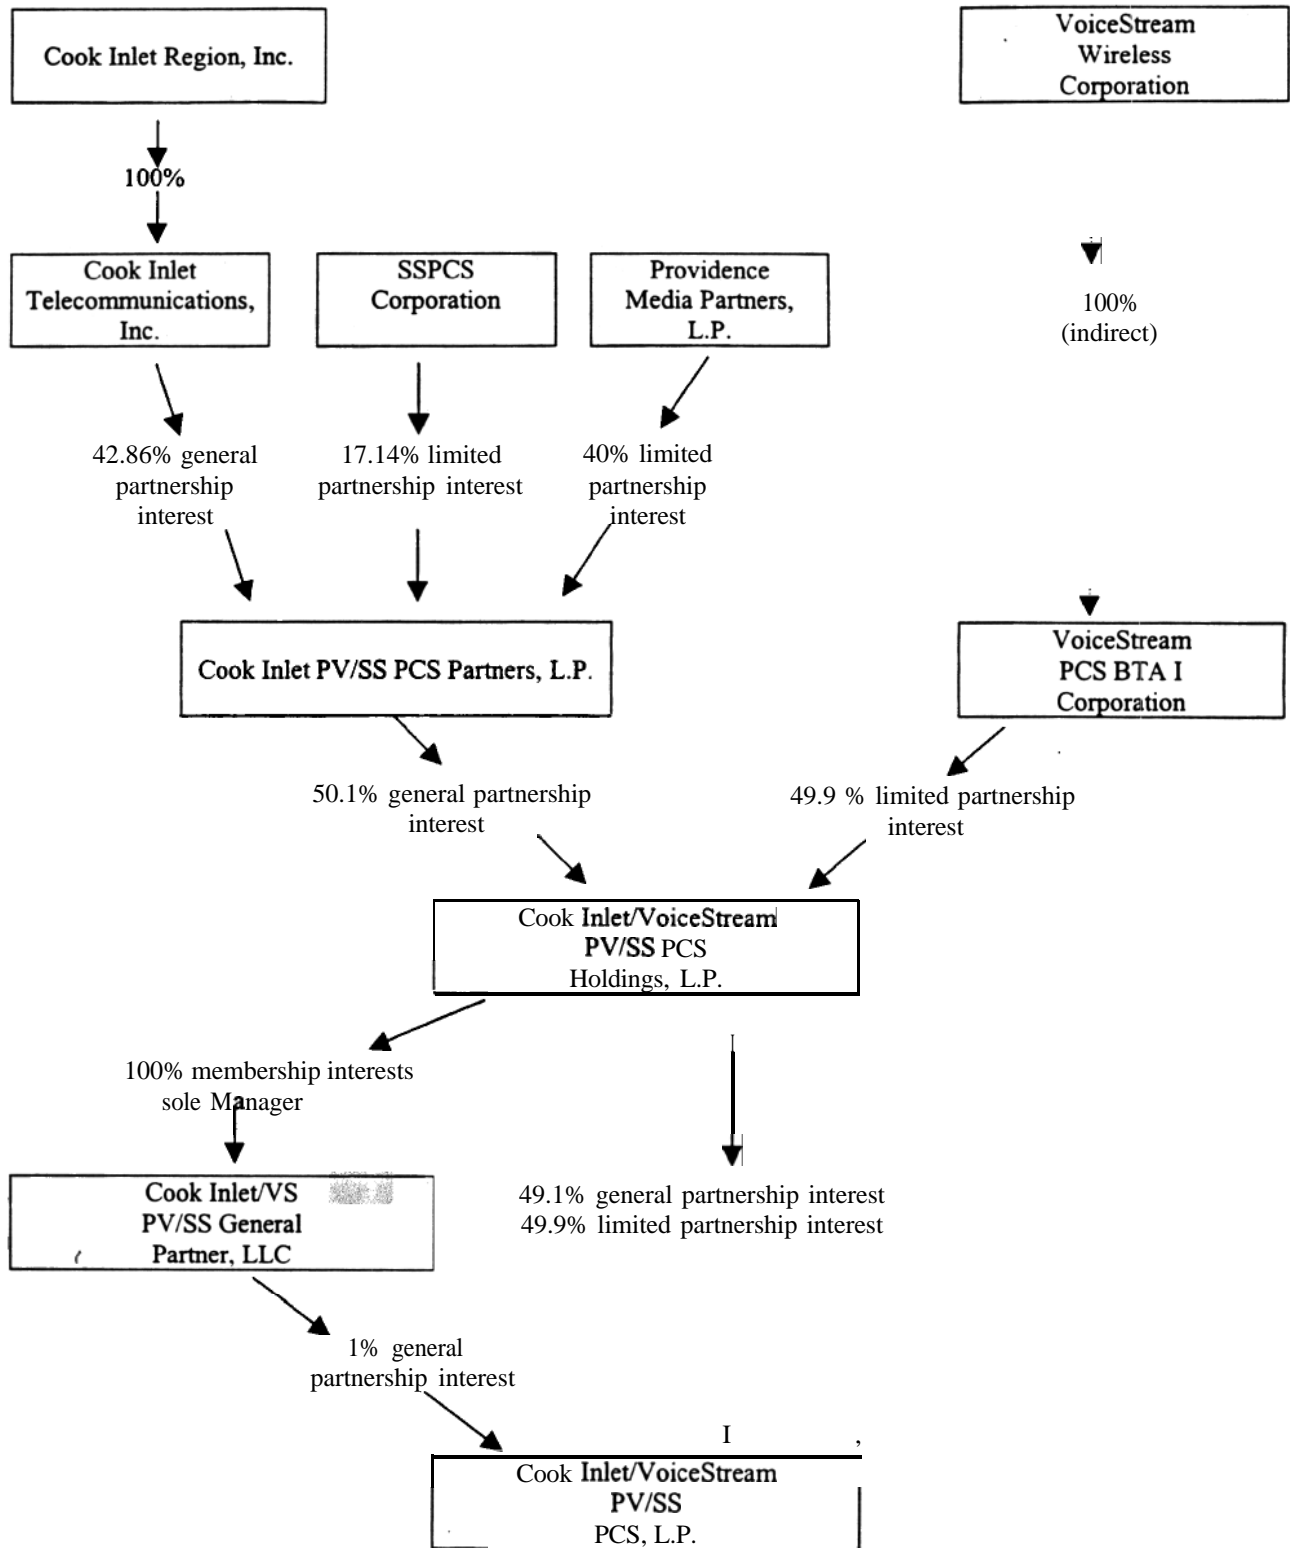 Cook Inlet Region, Inc.
VoiceStream
Wireless
Corporation
100%
Cook Inlet
Telecommunications,
Inc.
SSPCS
Corporation
Providence
Media Partners,
L.P.
100%
(indirect)
42.86% general
partnership
interest
17.14% limited
partnership interest
40% limited
partnership
interest
Cook Inlet PV/SS PCS Partners, L.P.
VoiceStream
PCS BTA I
Corporation
50.1% general partnership
interest
49.9 % limited partnership
interest
Cook Inlet/VoiceStream
PV/SS PCS
Holdings, L.P.
100% membership interests
sole Manager
49.1% general partnership interest
49.9% limited partnership interest
Cook Inlet/VS
PV/SS General
Partner, LLC
1% general
partnership interest
Cook Inlet/VoiceStream
PV/SS
PCS, L.P.